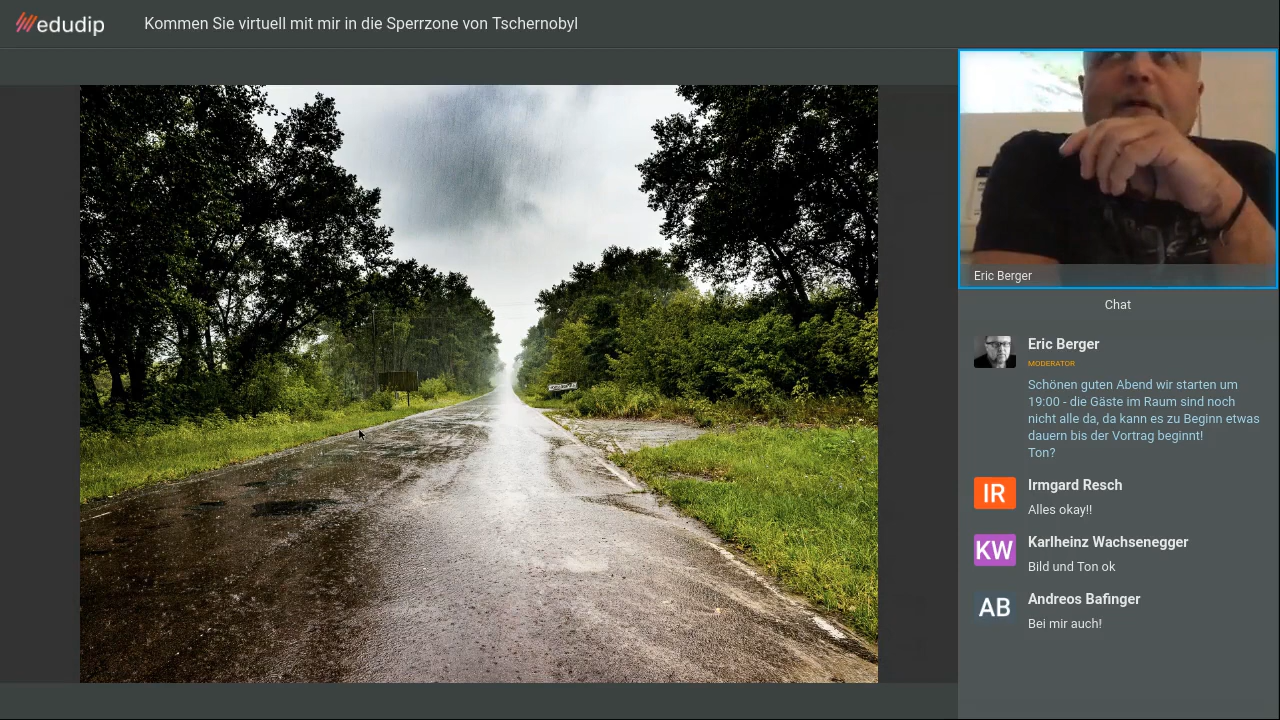 edudip
Kommen Sie virtuell mit mir in die Sperrzone von Tschernobyl
Eric Berger
Chat
Eric Berger
MODERATOR
Schönen guten Abend wir starten um
19:00 - die Gäste im Raum sind noch
nicht alle da, da kann es zu Beginn etwas
dauern bis der Vortrag beginnt!
Ton?
IR
Irmgard Resch
Alles okay!!
KW
Karlheinz Wachsenegger
Bild und Ton ok
AB
Andreos Bafinger
Bei mir auch!